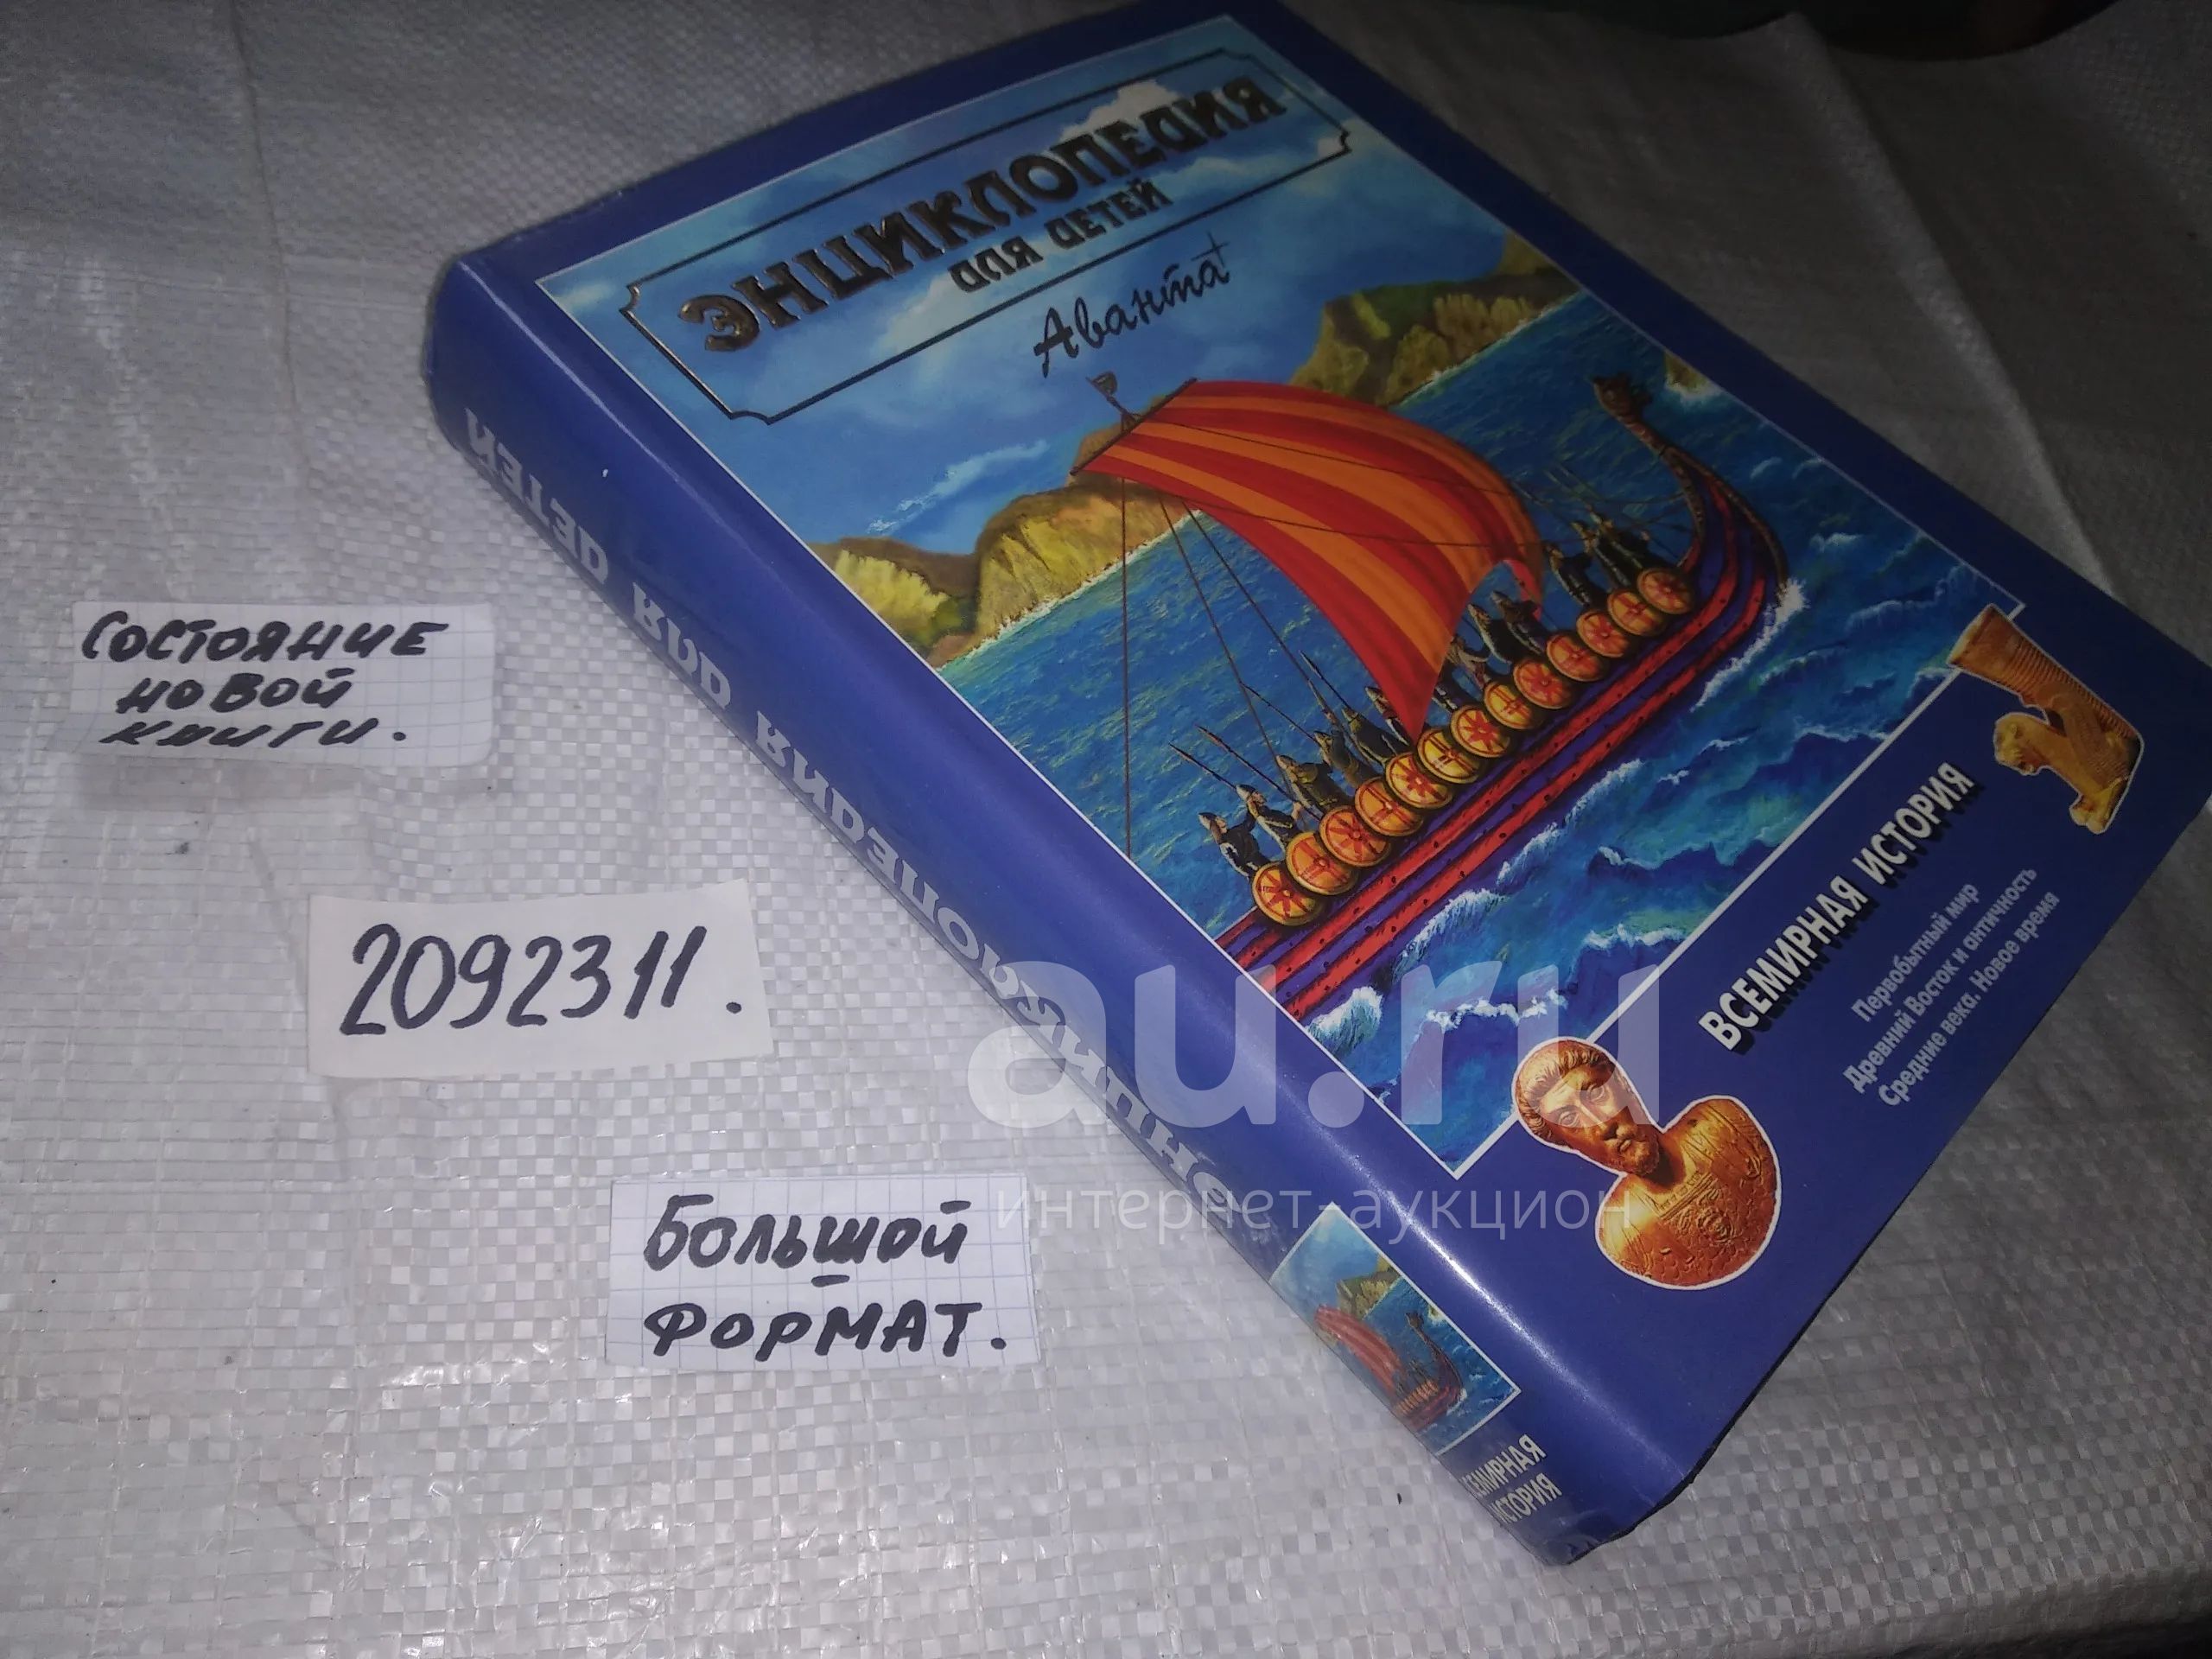 ЭНЦИКЛОПЕДИЯ
ДЛЯ ДЕТЕЙ
Аванта+
ЭНЦИКЛОПЕДИЯ ДЛЯ ДЕТЕЙ
СОСТОЯНИЕ
НОВОЙ
КНИГИ.
2092311.
БОЛЬШОЙ
ФОРМАТ.
ВСЕМИРНАЯ ИСТОРИЯ
Первобытный мир
Древний Восток и античность
Средние века. Новое время
ВСЕМИРНАЯ
ИСТОРИЯ
au.ru
интернет-аукцион